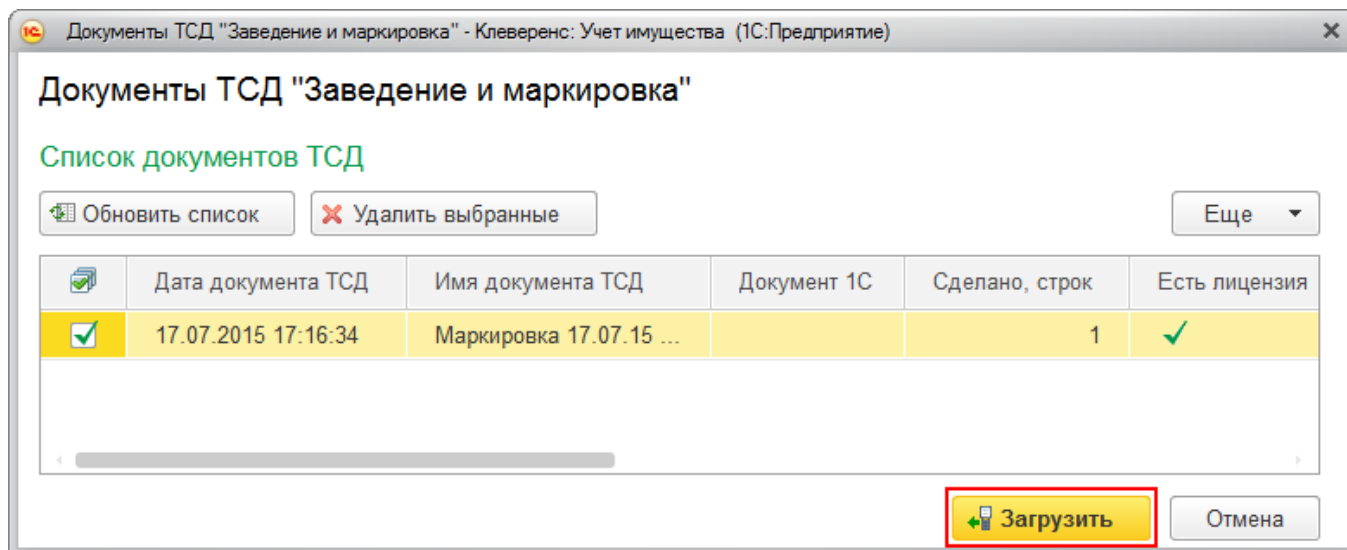 Документы ТСД "Заведение и маркировка" - Клеверенс: Учет имущества (1С:Предприятие)
Документы ТСД "Заведение и маркировка"
Список документов ТСД
Обновить список Удалить выбранные Еще
Дата документа ТСД Имя документа ТСД Документ 1С Сделано, строк Есть лицензия
17.07.2015 17:16:34 Маркировка 17.07.15 ... 1
Загрузить Отмена